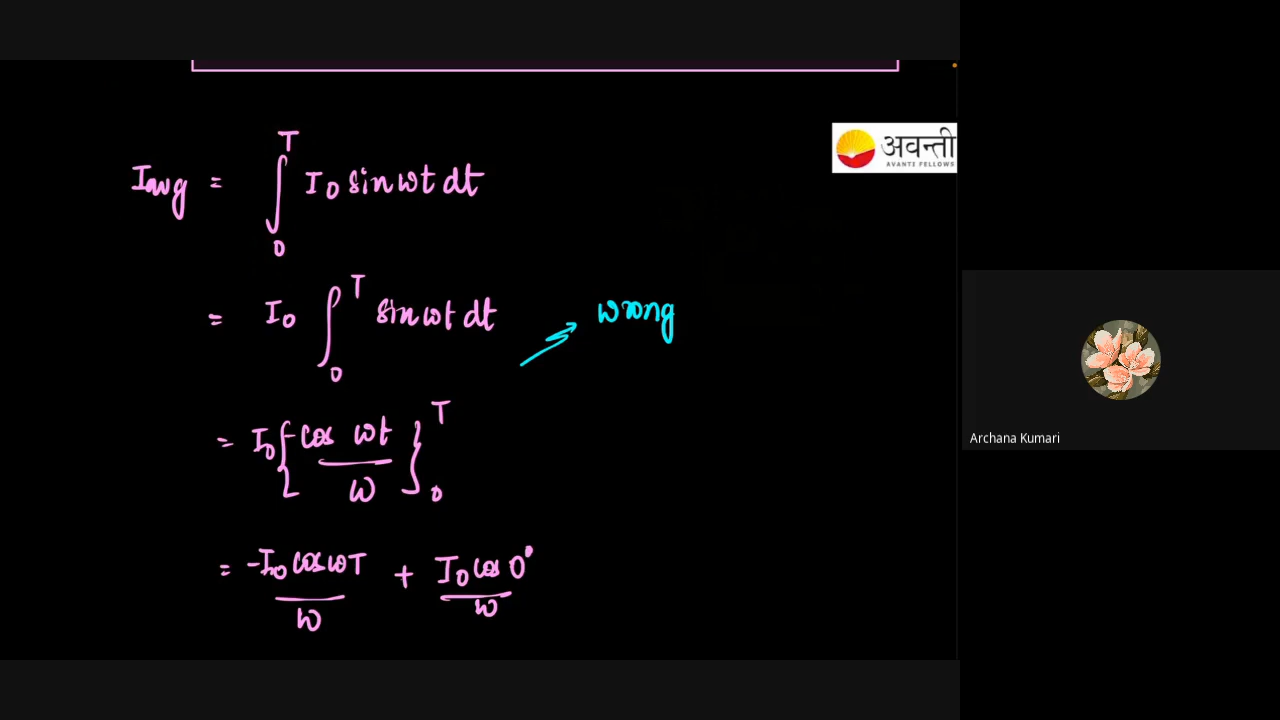 अवन्ती
AVANTI FELLOWS
Iavg = ∫₀ᵀ I₀ sin ωt dt
= I₀ ∫₀ᵀ sin ωt dt
wrong
= I₀ {-cos ωt / ω}₀ᵀ
= -I₀ cos ωT / ω + I₀ cos 0° / ω
Archana Kumari